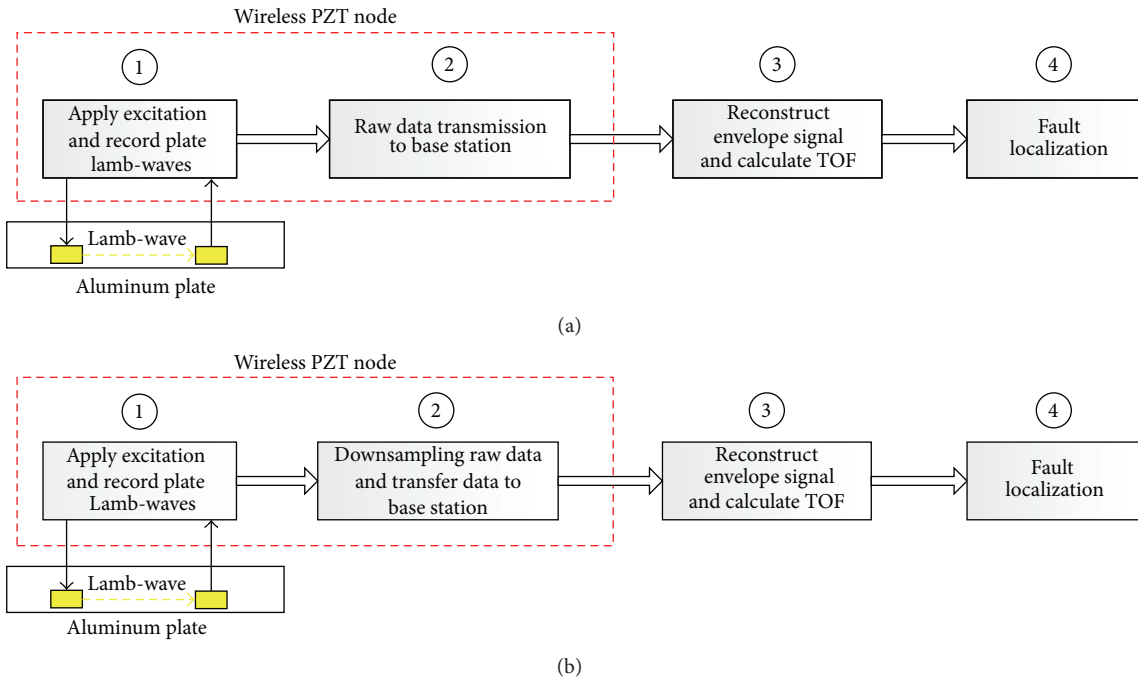 Wireless PZT node
1
2
3
4
Apply excitation
and record plate
lamb-waves
Raw data transmission
to base station
Reconstruct
envelope signal
and calculate TOF
Fault
localization
Lamb-wave
Aluminum plate
(a)
Wireless PZT node
1
2
3
4
Apply excitation
and record plate
Lamb-waves
Downsampling raw data
and transfer data to
base station
Reconstruct
envelope signal
and calculate TOF
Fault
localization
Lamb-wave
Aluminum plate
(b)